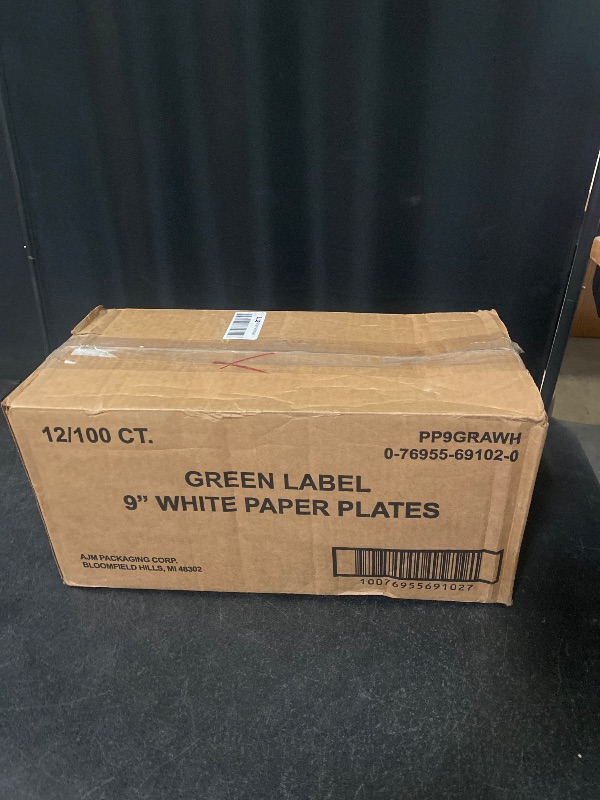 12/100 CT.
PP9GRAWH
0-76955-69102-0
GREEN LABEL
9” WHITE PAPER PLATES
AJM PACKAGING CORP.
BLOOMFIELD HILLS, MI 48302
10076955691027